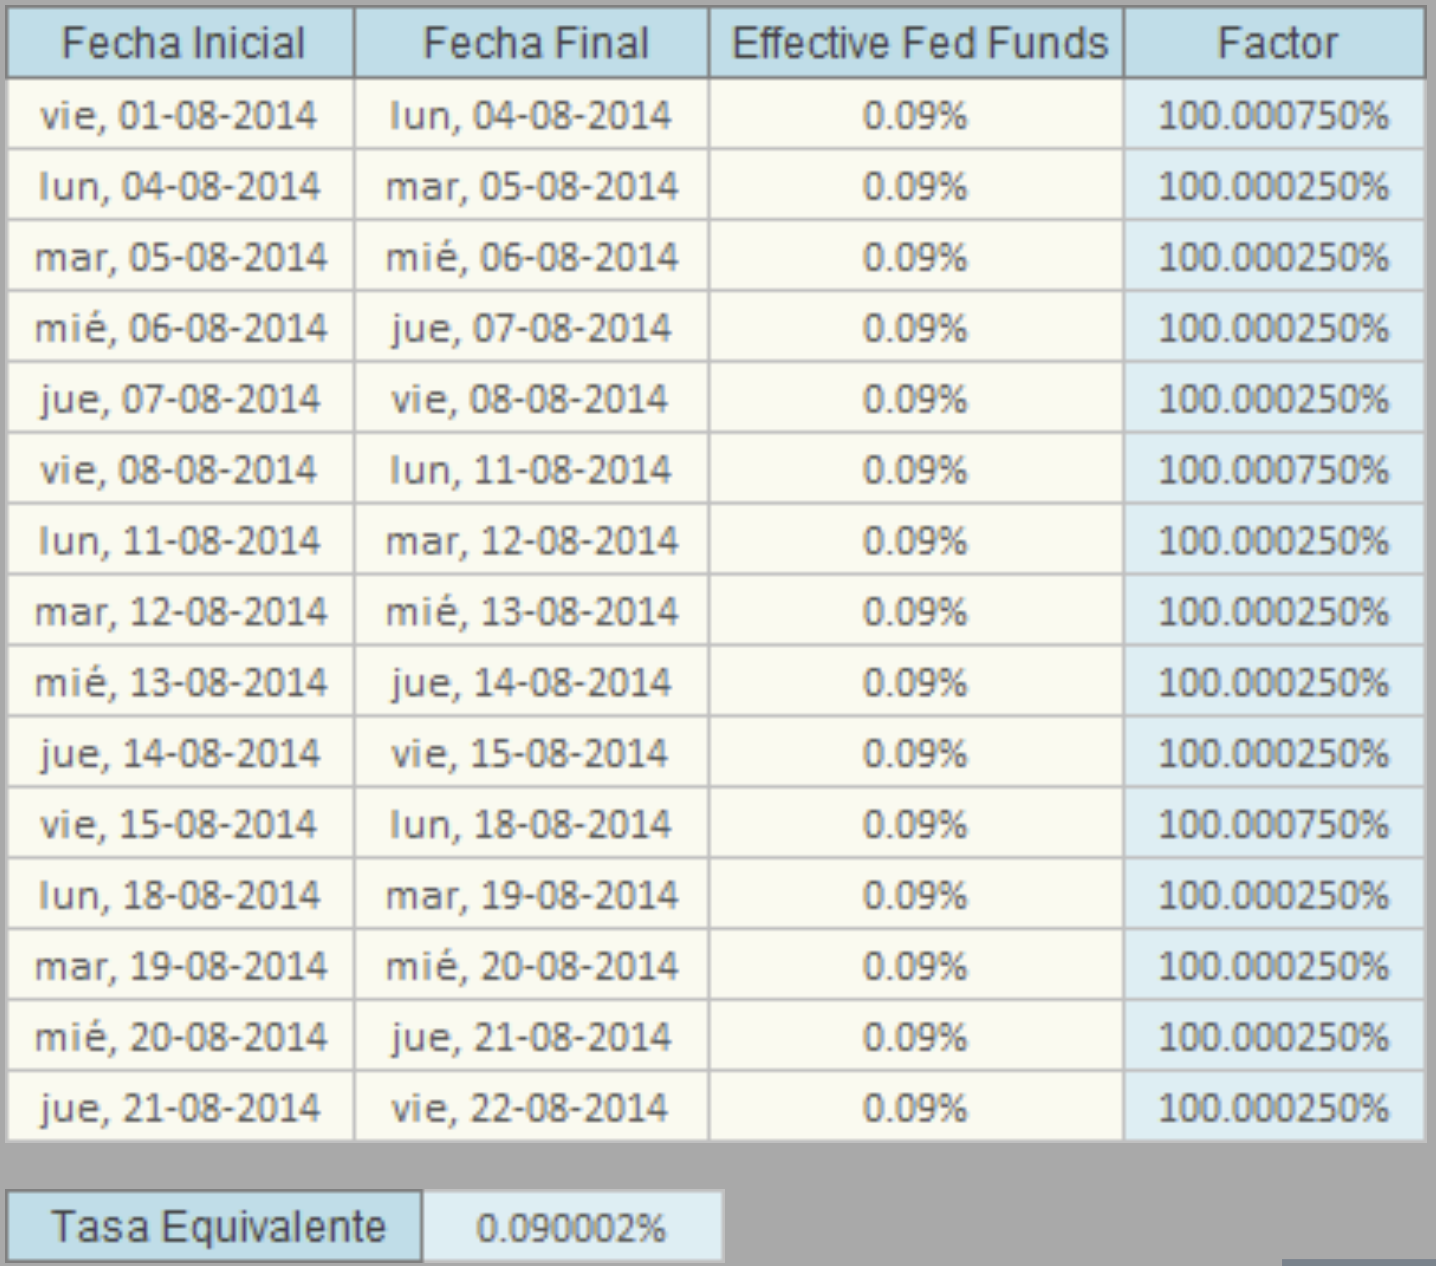 Fecha Inicial Fecha Final Effective Fed Funds Factor
vie, 01-08-2014 lun, 04-08-2014 0.09% 100.000750%
lun, 04-08-2014 mar, 05-08-2014 0.09% 100.000250%
mar, 05-08-2014 mié, 06-08-2014 0.09% 100.000250%
mié, 06-08-2014 jue, 07-08-2014 0.09% 100.000250%
jue, 07-08-2014 vie, 08-08-2014 0.09% 100.000250%
vie, 08-08-2014 lun, 11-08-2014 0.09% 100.000750%
lun, 11-08-2014 mar, 12-08-2014 0.09% 100.000250%
mar, 12-08-2014 mié, 13-08-2014 0.09% 100.000250%
mié, 13-08-2014 jue, 14-08-2014 0.09% 100.000250%
jue, 14-08-2014 vie, 15-08-2014 0.09% 100.000250%
vie, 15-08-2014 lun, 18-08-2014 0.09% 100.000750%
lun, 18-08-2014 mar, 19-08-2014 0.09% 100.000250%
mar, 19-08-2014 mié, 20-08-2014 0.09% 100.000250%
mié, 20-08-2014 jue, 21-08-2014 0.09% 100.000250%
jue, 21-08-2014 vie, 22-08-2014 0.09% 100.000250%
Tasa Equivalente 0.090002%